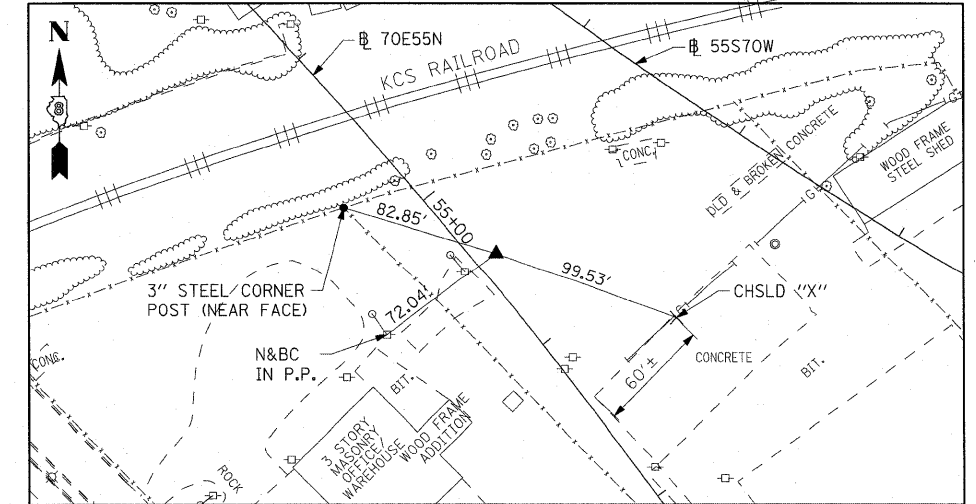 N
8
℔ 70E55N
KCS RAILROAD
℔ 55S70W
CONC.
OLD & BROKEN CONCRETE
WOOD FRAME
STEEL SHED
G
G
82.85'
55+00
99.53'
3" STEEL CORNER
POST (NEAR FACE)
72.04'
CHSLD "X"
G
N&BC
IN P.P.
60'±
CONCRETE
CONC.
BIT.
BIT.
3 STORY
MASONRY
OFFICE/
WAREHOUSE
WOOD FRAME
ADDITION
ROCK